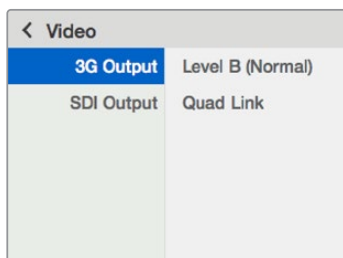 < Video
3G Output Level B (Normal)
SDI Output Quad Link